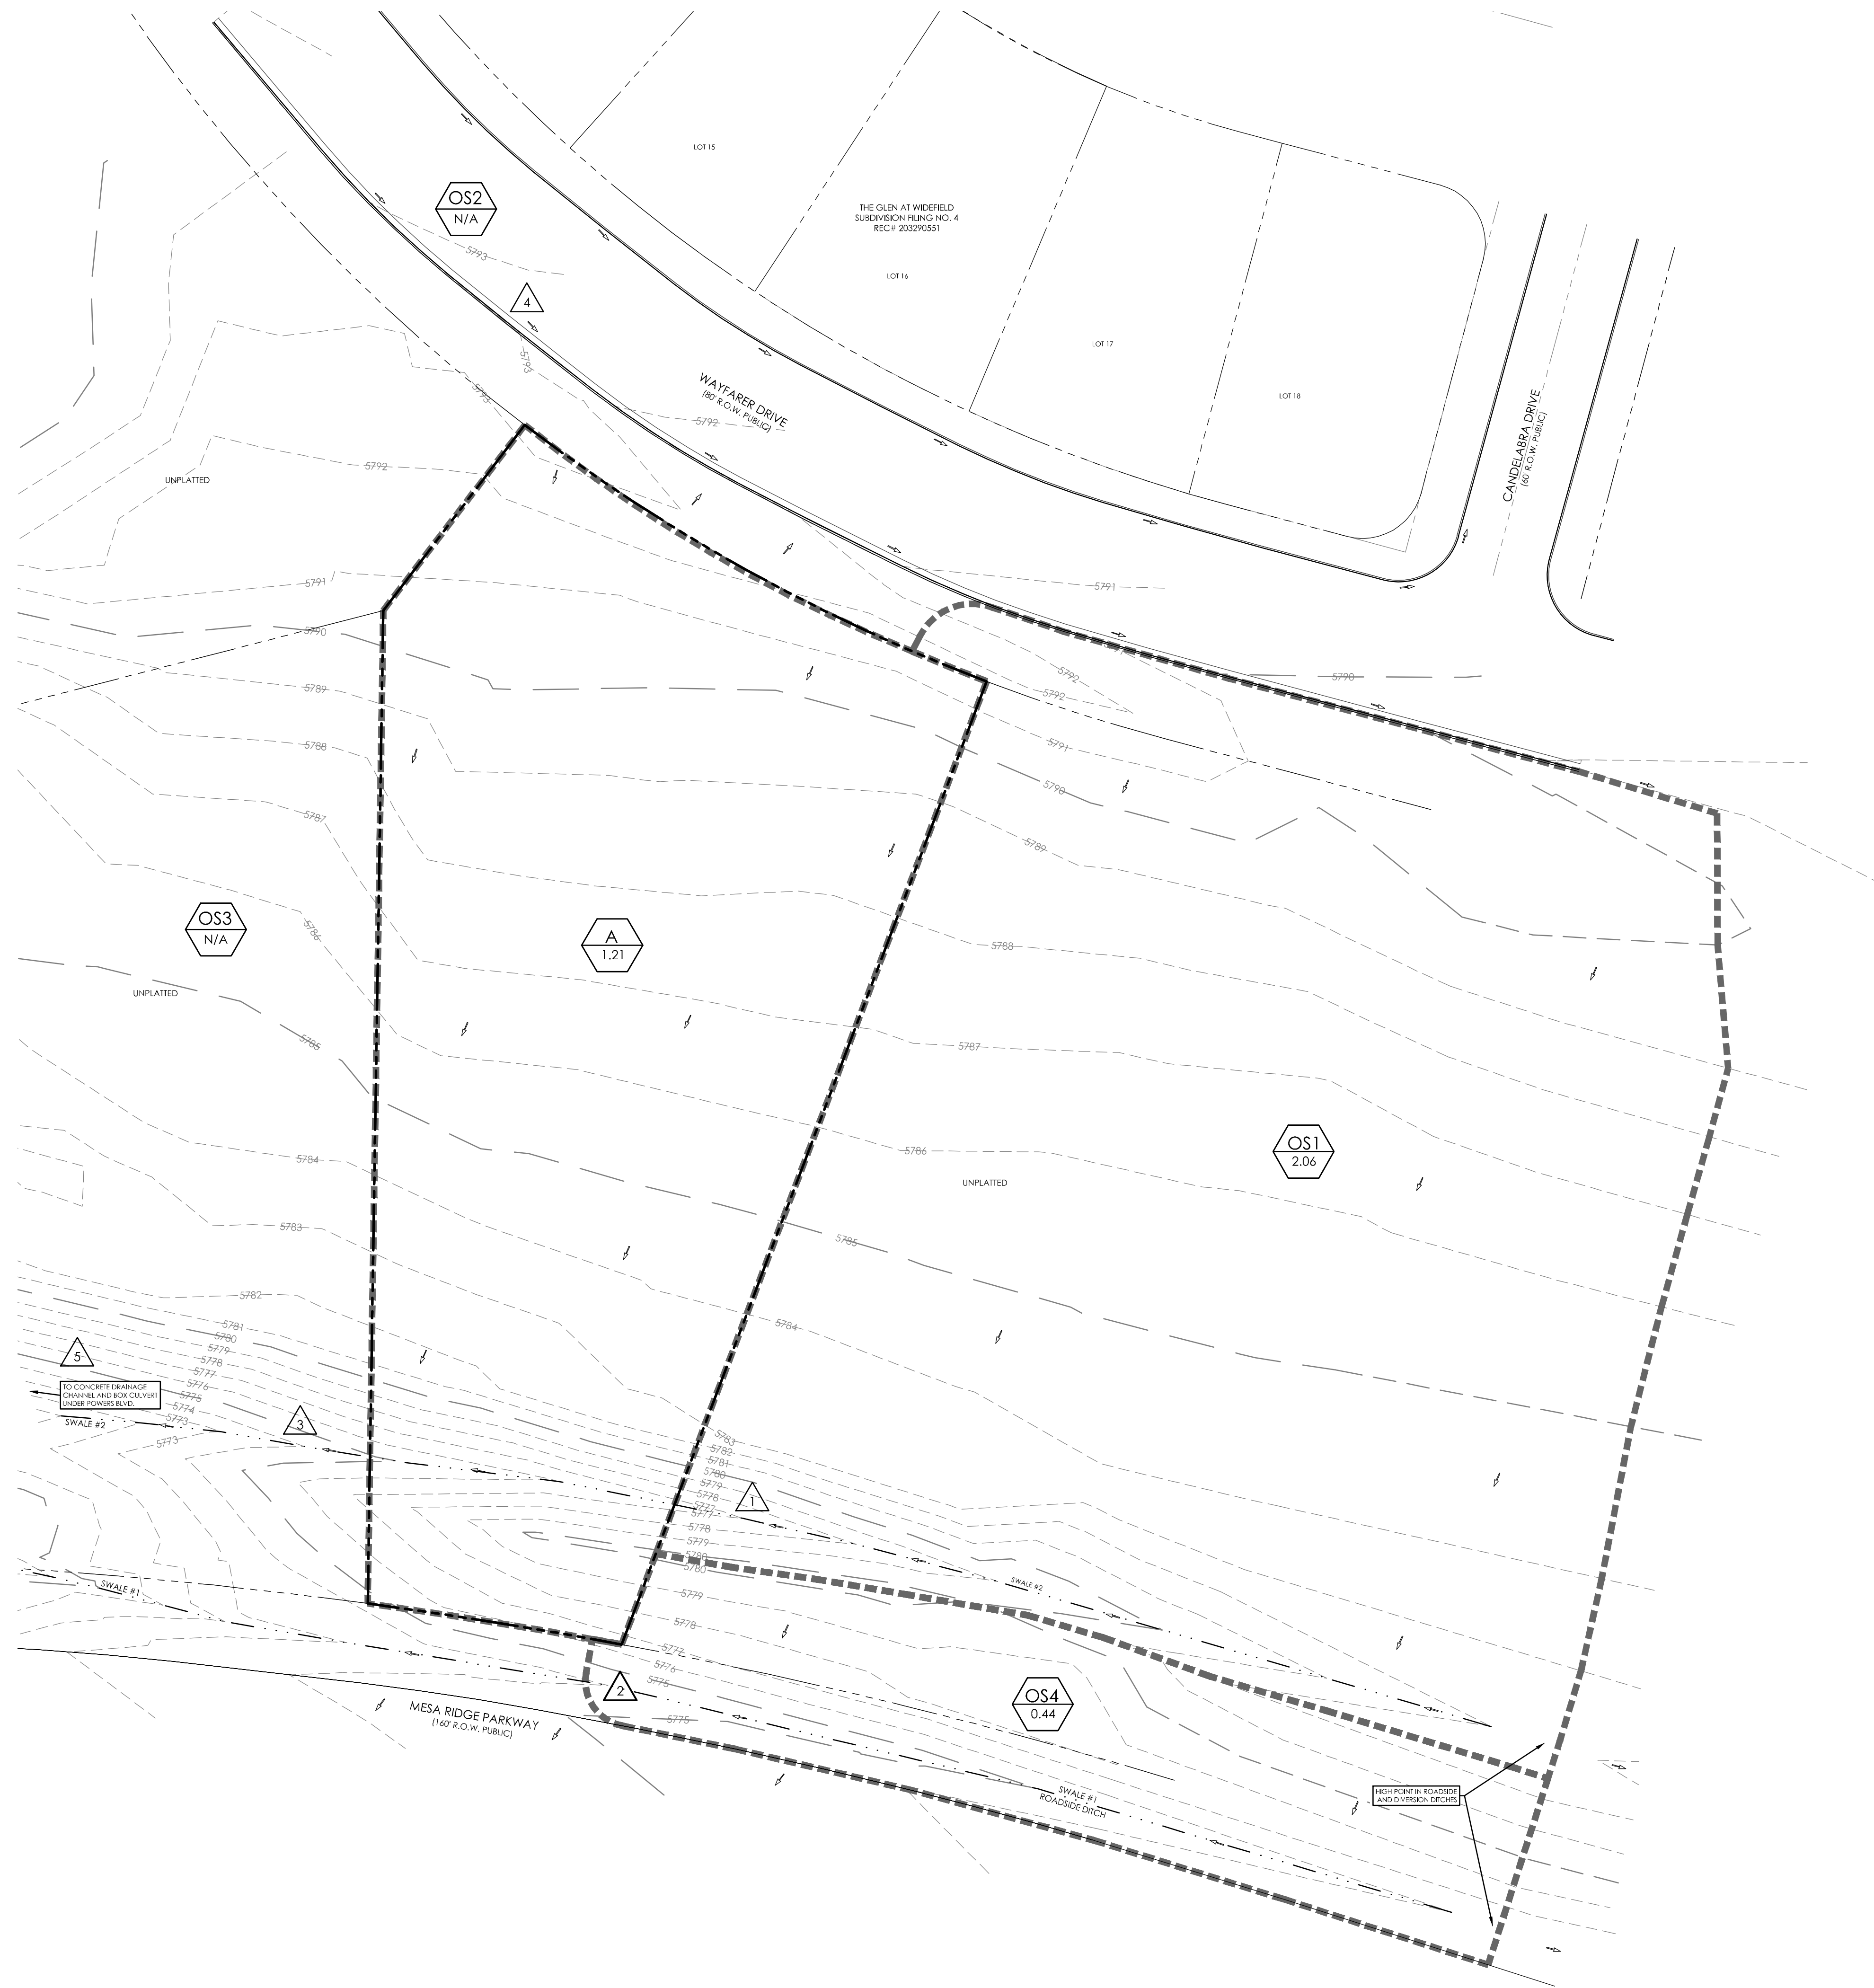 LOT 15
OS2
N/A
THE GLEN AT WIDEFIELD
SUBDIVISION FILING NO. 4
REC# 203290551
5793
LOT 16
4
LOT 17
5793
5793
WAYFARER DRIVE
(80' R.O.W. PUBLIC)
LOT 18
CANDELABRA DRIVE
(60' R.O.W. PUBLIC)
5792
5792
UNPLATTED
5791
5791
5790
5792
5792
5790
5789
5788
5791
5790
5787
5789
OS3
N/A
A
1.21
5786
5788
UNPLATTED
5785
5787
OS1
2.06
5786
5784
UNPLATTED
5783
5785
5782
5784
5781
5780
5779
5778
5777
5776
5775
5774
5773
5773
5
TO CONCRETE DRAINAGE
CHANNEL AND BOX CULVERT
UNDER POWERS BLVD.
SWALE #2
3
5783
5782
5781
5780
5779
5778
5777
5777
5778
5779
5780
5780
5779
5778
5777
5776
5775
5775
1
SWALE #2
SWALE #1
2
OS4
0.44
MESA RIDGE PARKWAY
(160' R.O.W. PUBLIC)
SWALE #1
ROADSIDE DITCH
HIGH POINT IN ROADSIDE
AND DIVERSION DITCHES